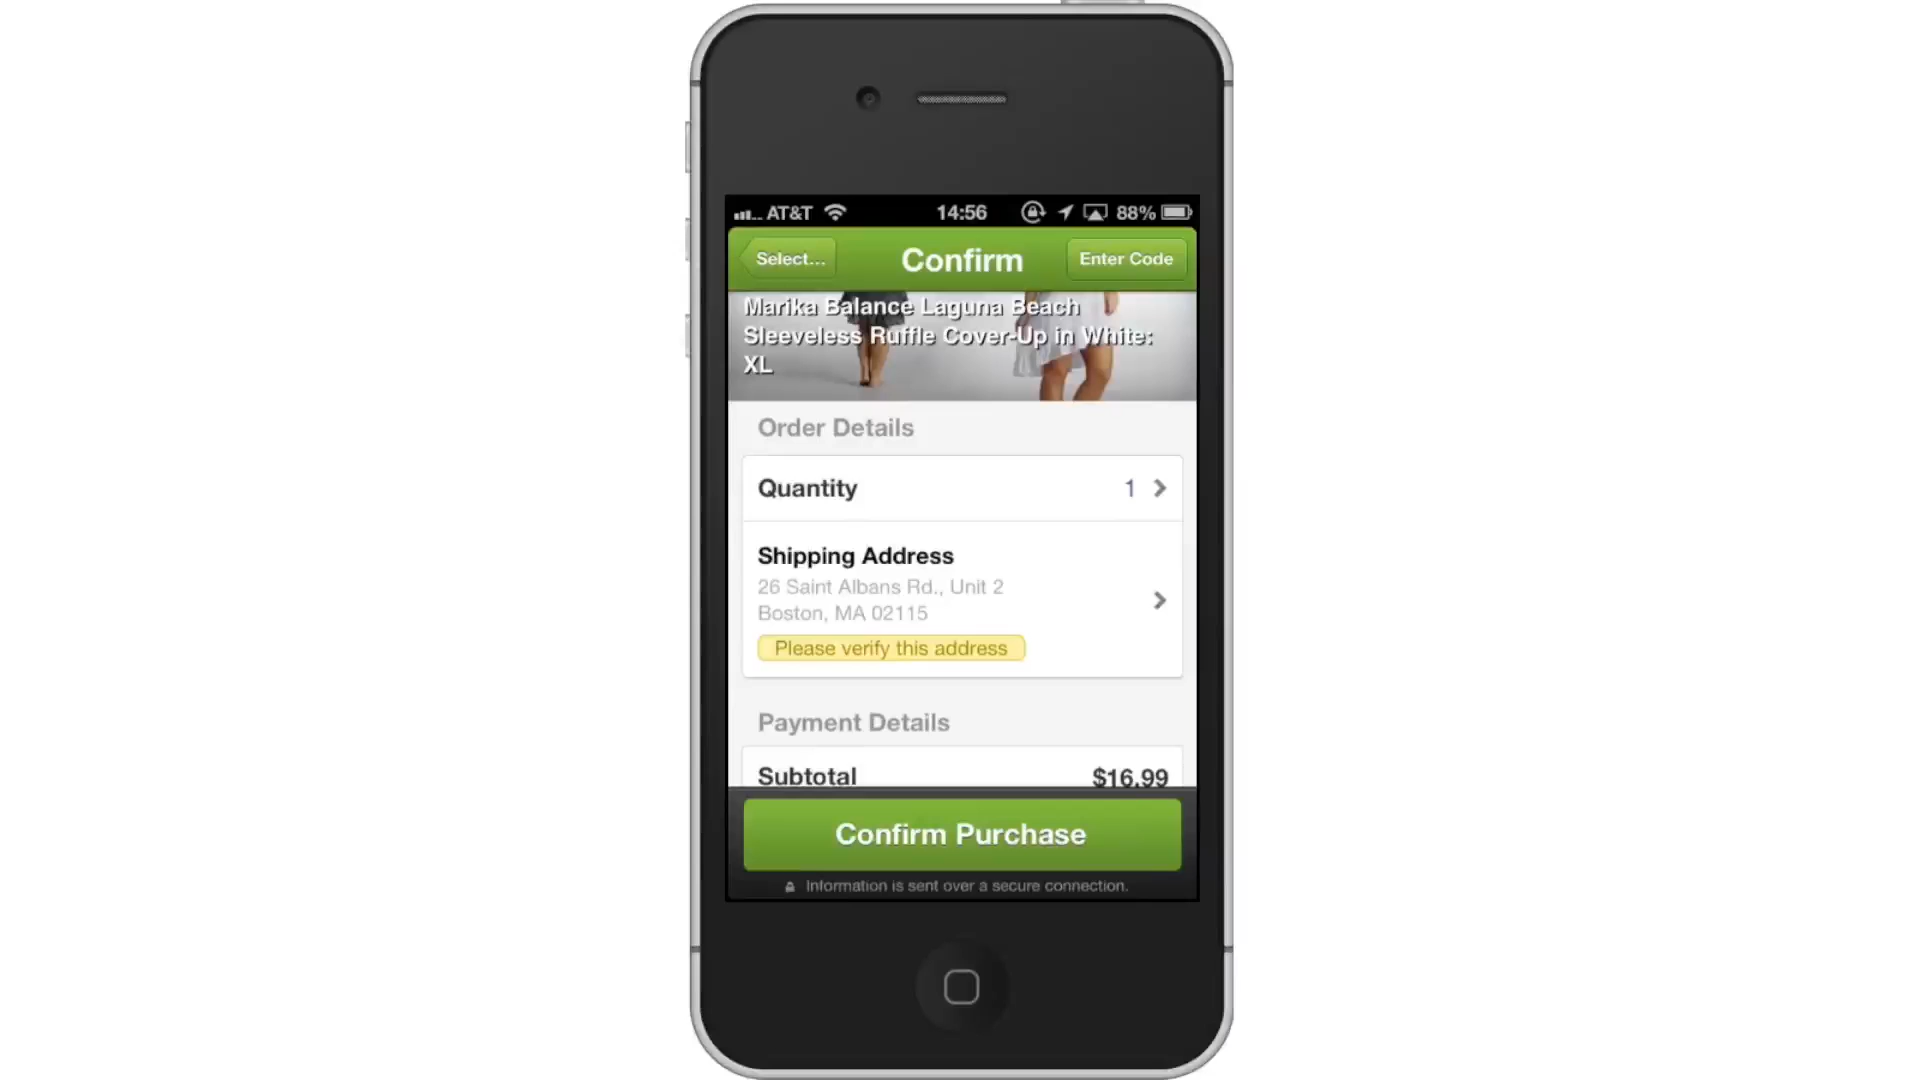 AT&T 14:56 88%
Select... Confirm Enter Code
Marika Balance Laguna Beach
Sleeveless Ruffle Cover-Up in White:
XL
Order Details
Quantity 1
Shipping Address
26 Saint Albans Rd., Unit 2
Boston, MA 02115
Please verify this address
Payment Details
Subtotal $16.99
Confirm Purchase
Information is sent over a secure connection.